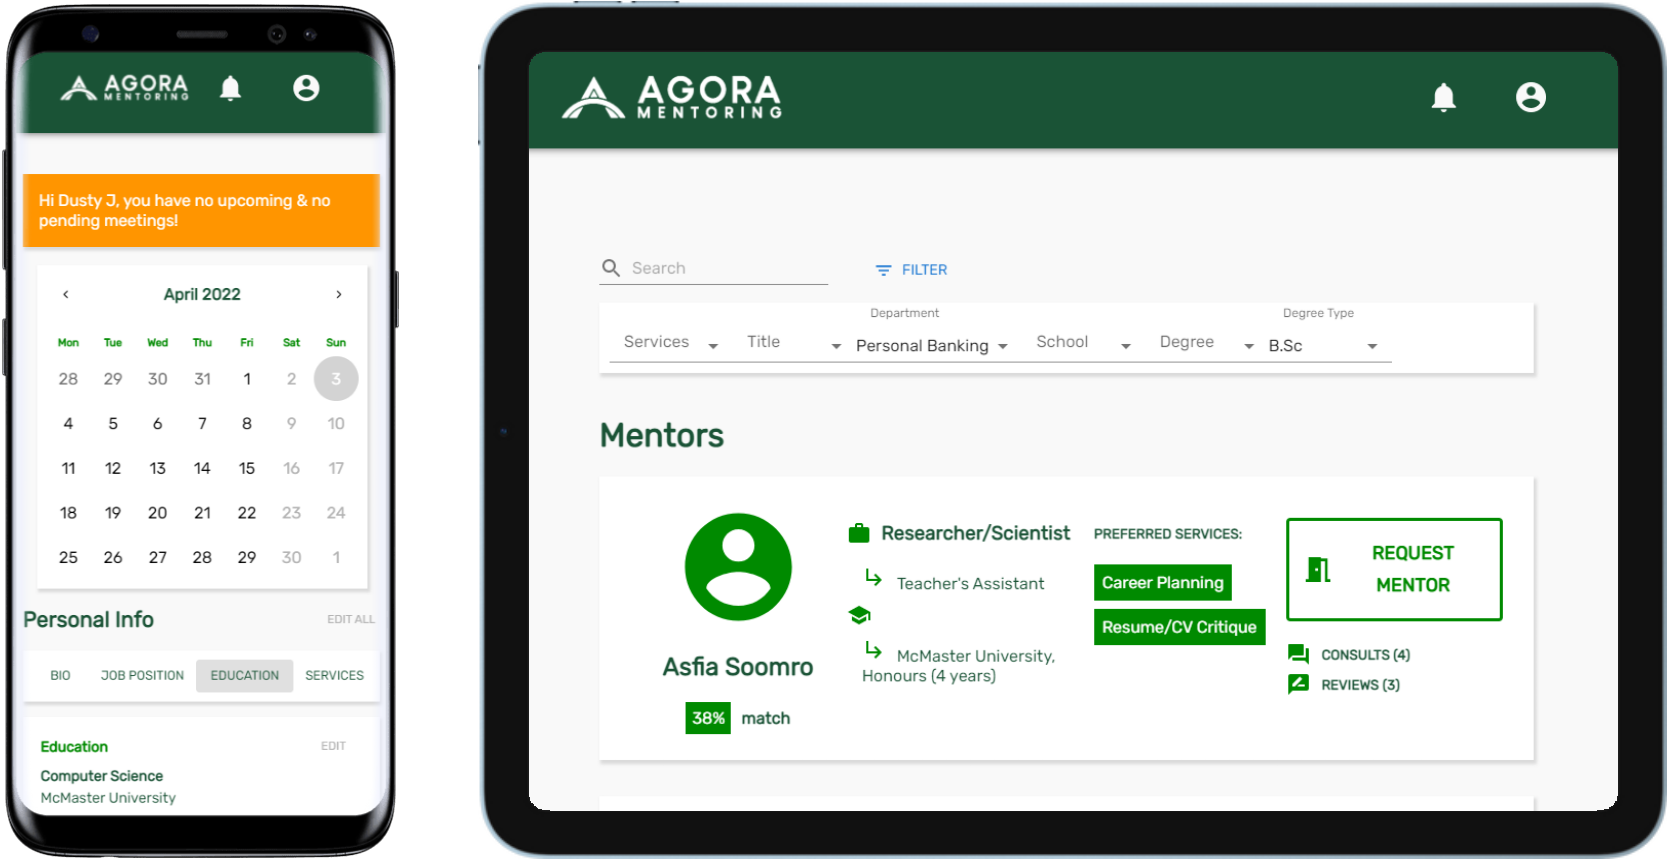 AGORA
MENTORING
Hi Dusty J, you have no upcoming & no
pending meetings!
April 2022
Mon Tue Wed Thu Fri Sat Sun
28 29 30 31 1 2 3
4 5 6 7 8 9 10
11 12 13 14 15 16 17
18 19 20 21 22 23 24
25 26 27 28 29 30 1
Personal Info EDIT ALL
BIO JOB POSITION EDUCATION SERVICES
Education EDIT
Computer Science
McMaster University
AGORA
MENTORING
Search FILTER
Department Degree Type
Services Title Personal Banking School Degree B.Sc
Mentors
Asfia Soomro
38% match
Researcher/Scientist
Teacher's Assistant
McMaster University,
Honours (4 years)
PREFERRED SERVICES:
Career Planning
Resume/CV Critique
REQUEST
MENTOR
CONSULTS (4)
REVIEWS (3)